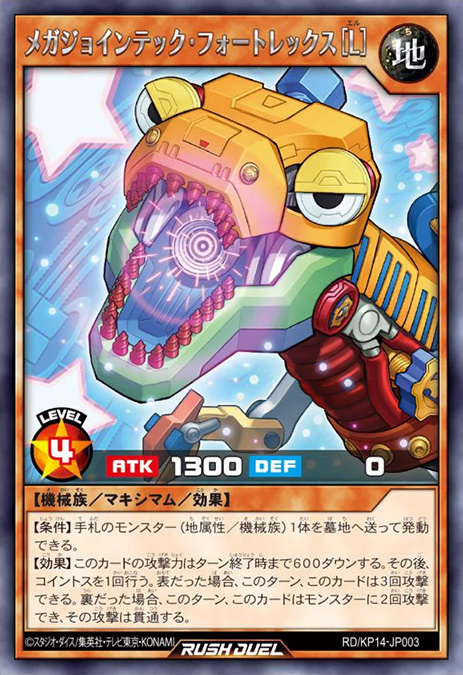 メガジョインテック・フォートレックス[L]
エル
地
LEVEL
4
ATK 1300 DEF 0
【機械族／マキシマム／効果】
【条件】手札のモンスター(地属性／機械族)1体を墓地へ送って発動
できる。
【効果】このカードの攻撃力はターン終了時まで600ダウンする。その後、
コイントスを1回行う。表だった場合、このターン、このカードは3回攻撃
できる。裏だった場合、このターン、このカードはモンスターに2回攻撃
でき、その攻撃は貫通する。
©スタジオ・ダイス/集英社・テレビ東京・KONAMI
RUSH DUEL
RD/KP14-JP003